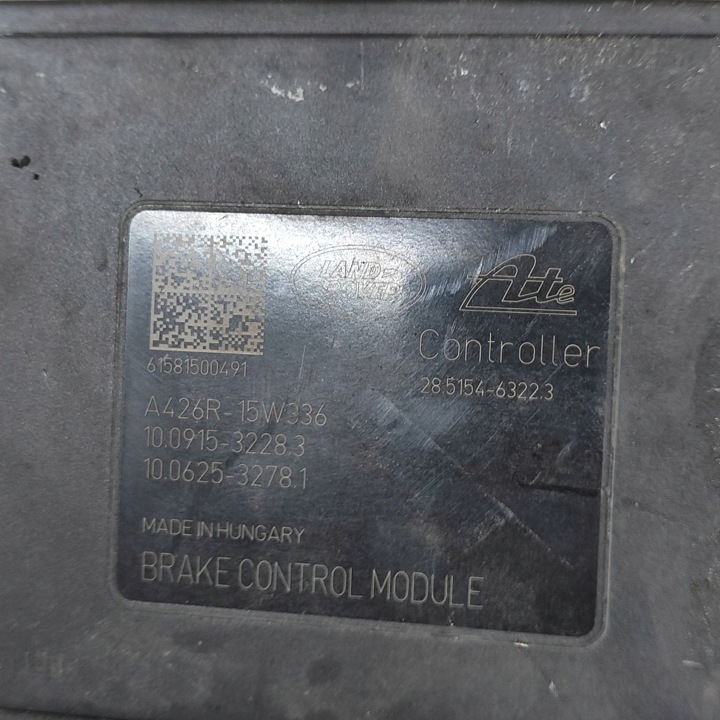 LAND-
ROVER
Ate
Controller
61581500491
28.5154-6322.3
A426R-15W336
10.0915-3228.3
10.0625-3278.1
MADE IN HUNGARY
BRAKE CONTROL MODULE